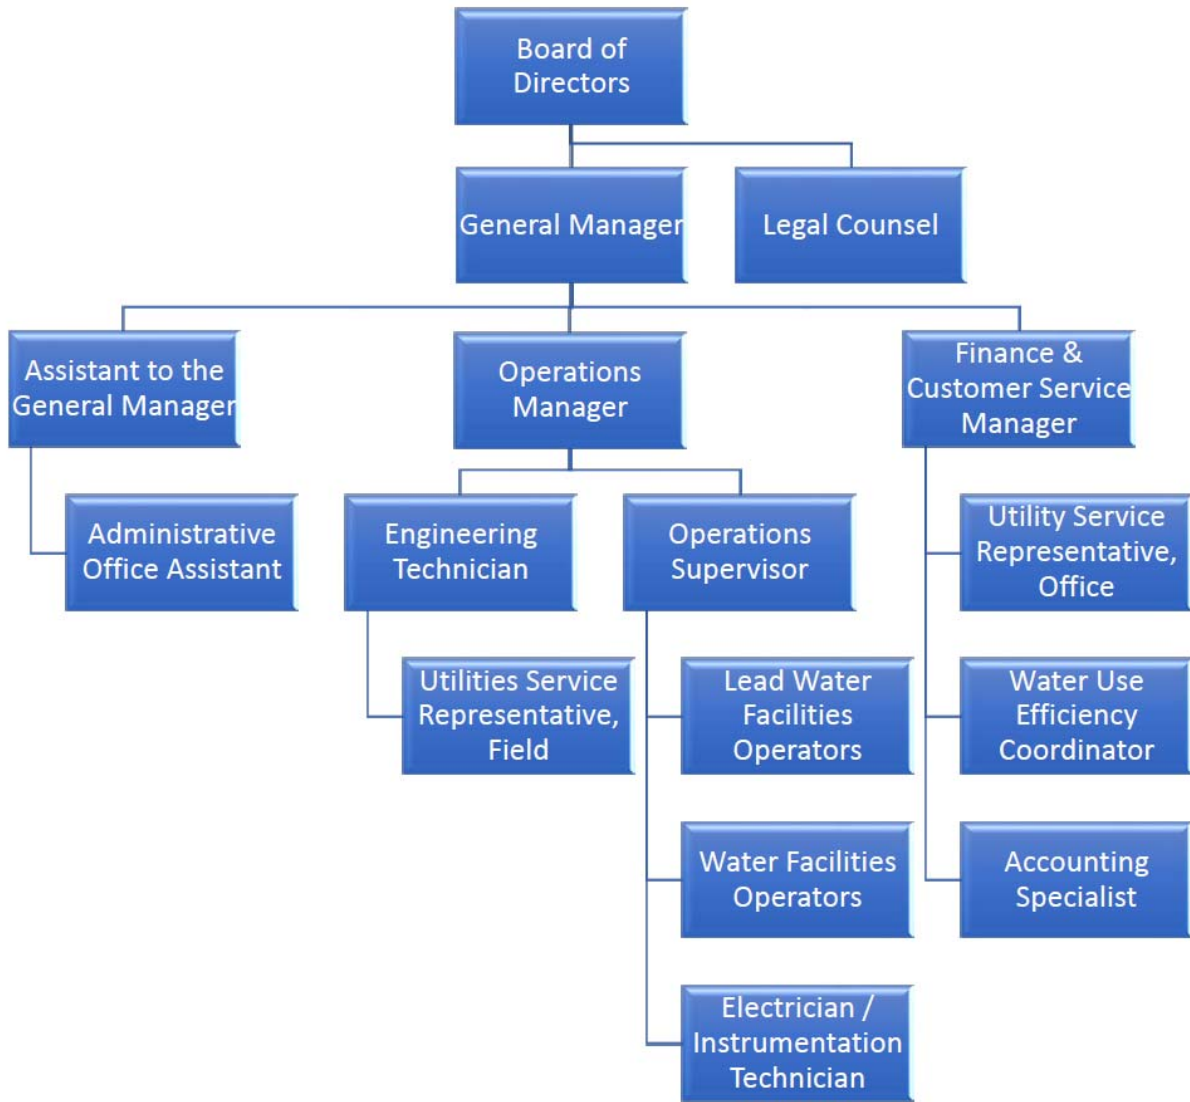 Board of
Directors
General Manager
Legal Counsel
Assistant to the
General Manager
Operations
Manager
Finance &
Customer Service
Manager
Administrative
Office Assistant
Engineering
Technician
Operations
Supervisor
Utility Service
Representative,
Office
Utilities Service
Representative,
Field
Lead Water
Facilities
Operators
Water Use
Efficiency
Coordinator
Water Facilities
Operators
Accounting
Specialist
Electrician /
Instrumentation
Technician